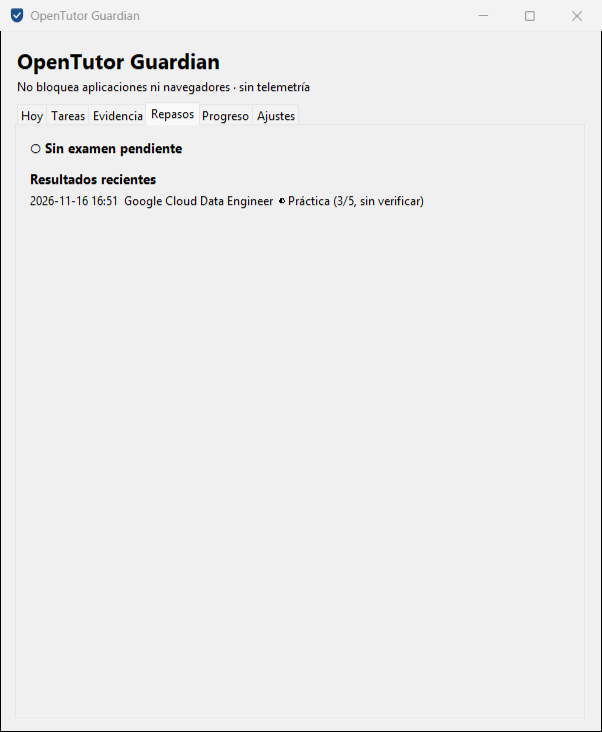 OpenTutor Guardian
OpenTutor Guardian
No bloquea aplicaciones ni navegadores · sin telemetría
Hoy Tareas Evidencia Repasos Progreso Ajustes
○ Sin examen pendiente
Resultados recientes
2026-11-16 16:51 Google Cloud Data Engineer ◐ Práctica (3/5, sin verificar)